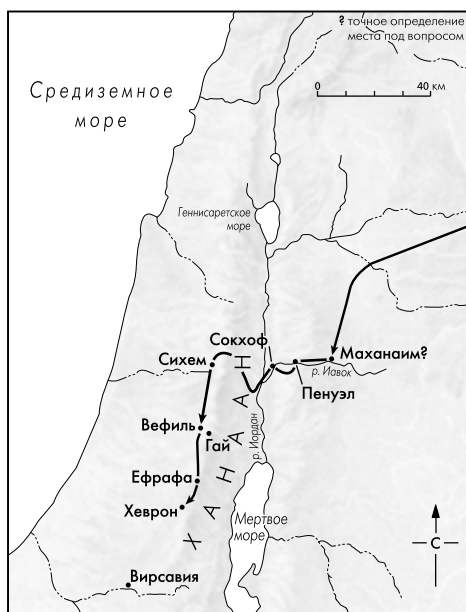 ? точное определение
места под вопросом
40 км
0
Средиземное
море
Геннисаретское
море
Сокхоф
Сихем
Маханаим?
р. Иавок
Пенуэл
Вефиль
Гай
р. Иордан
ХАНААН
Ефрафа
Хеврон
Мертвое
море
С
Вирсавия